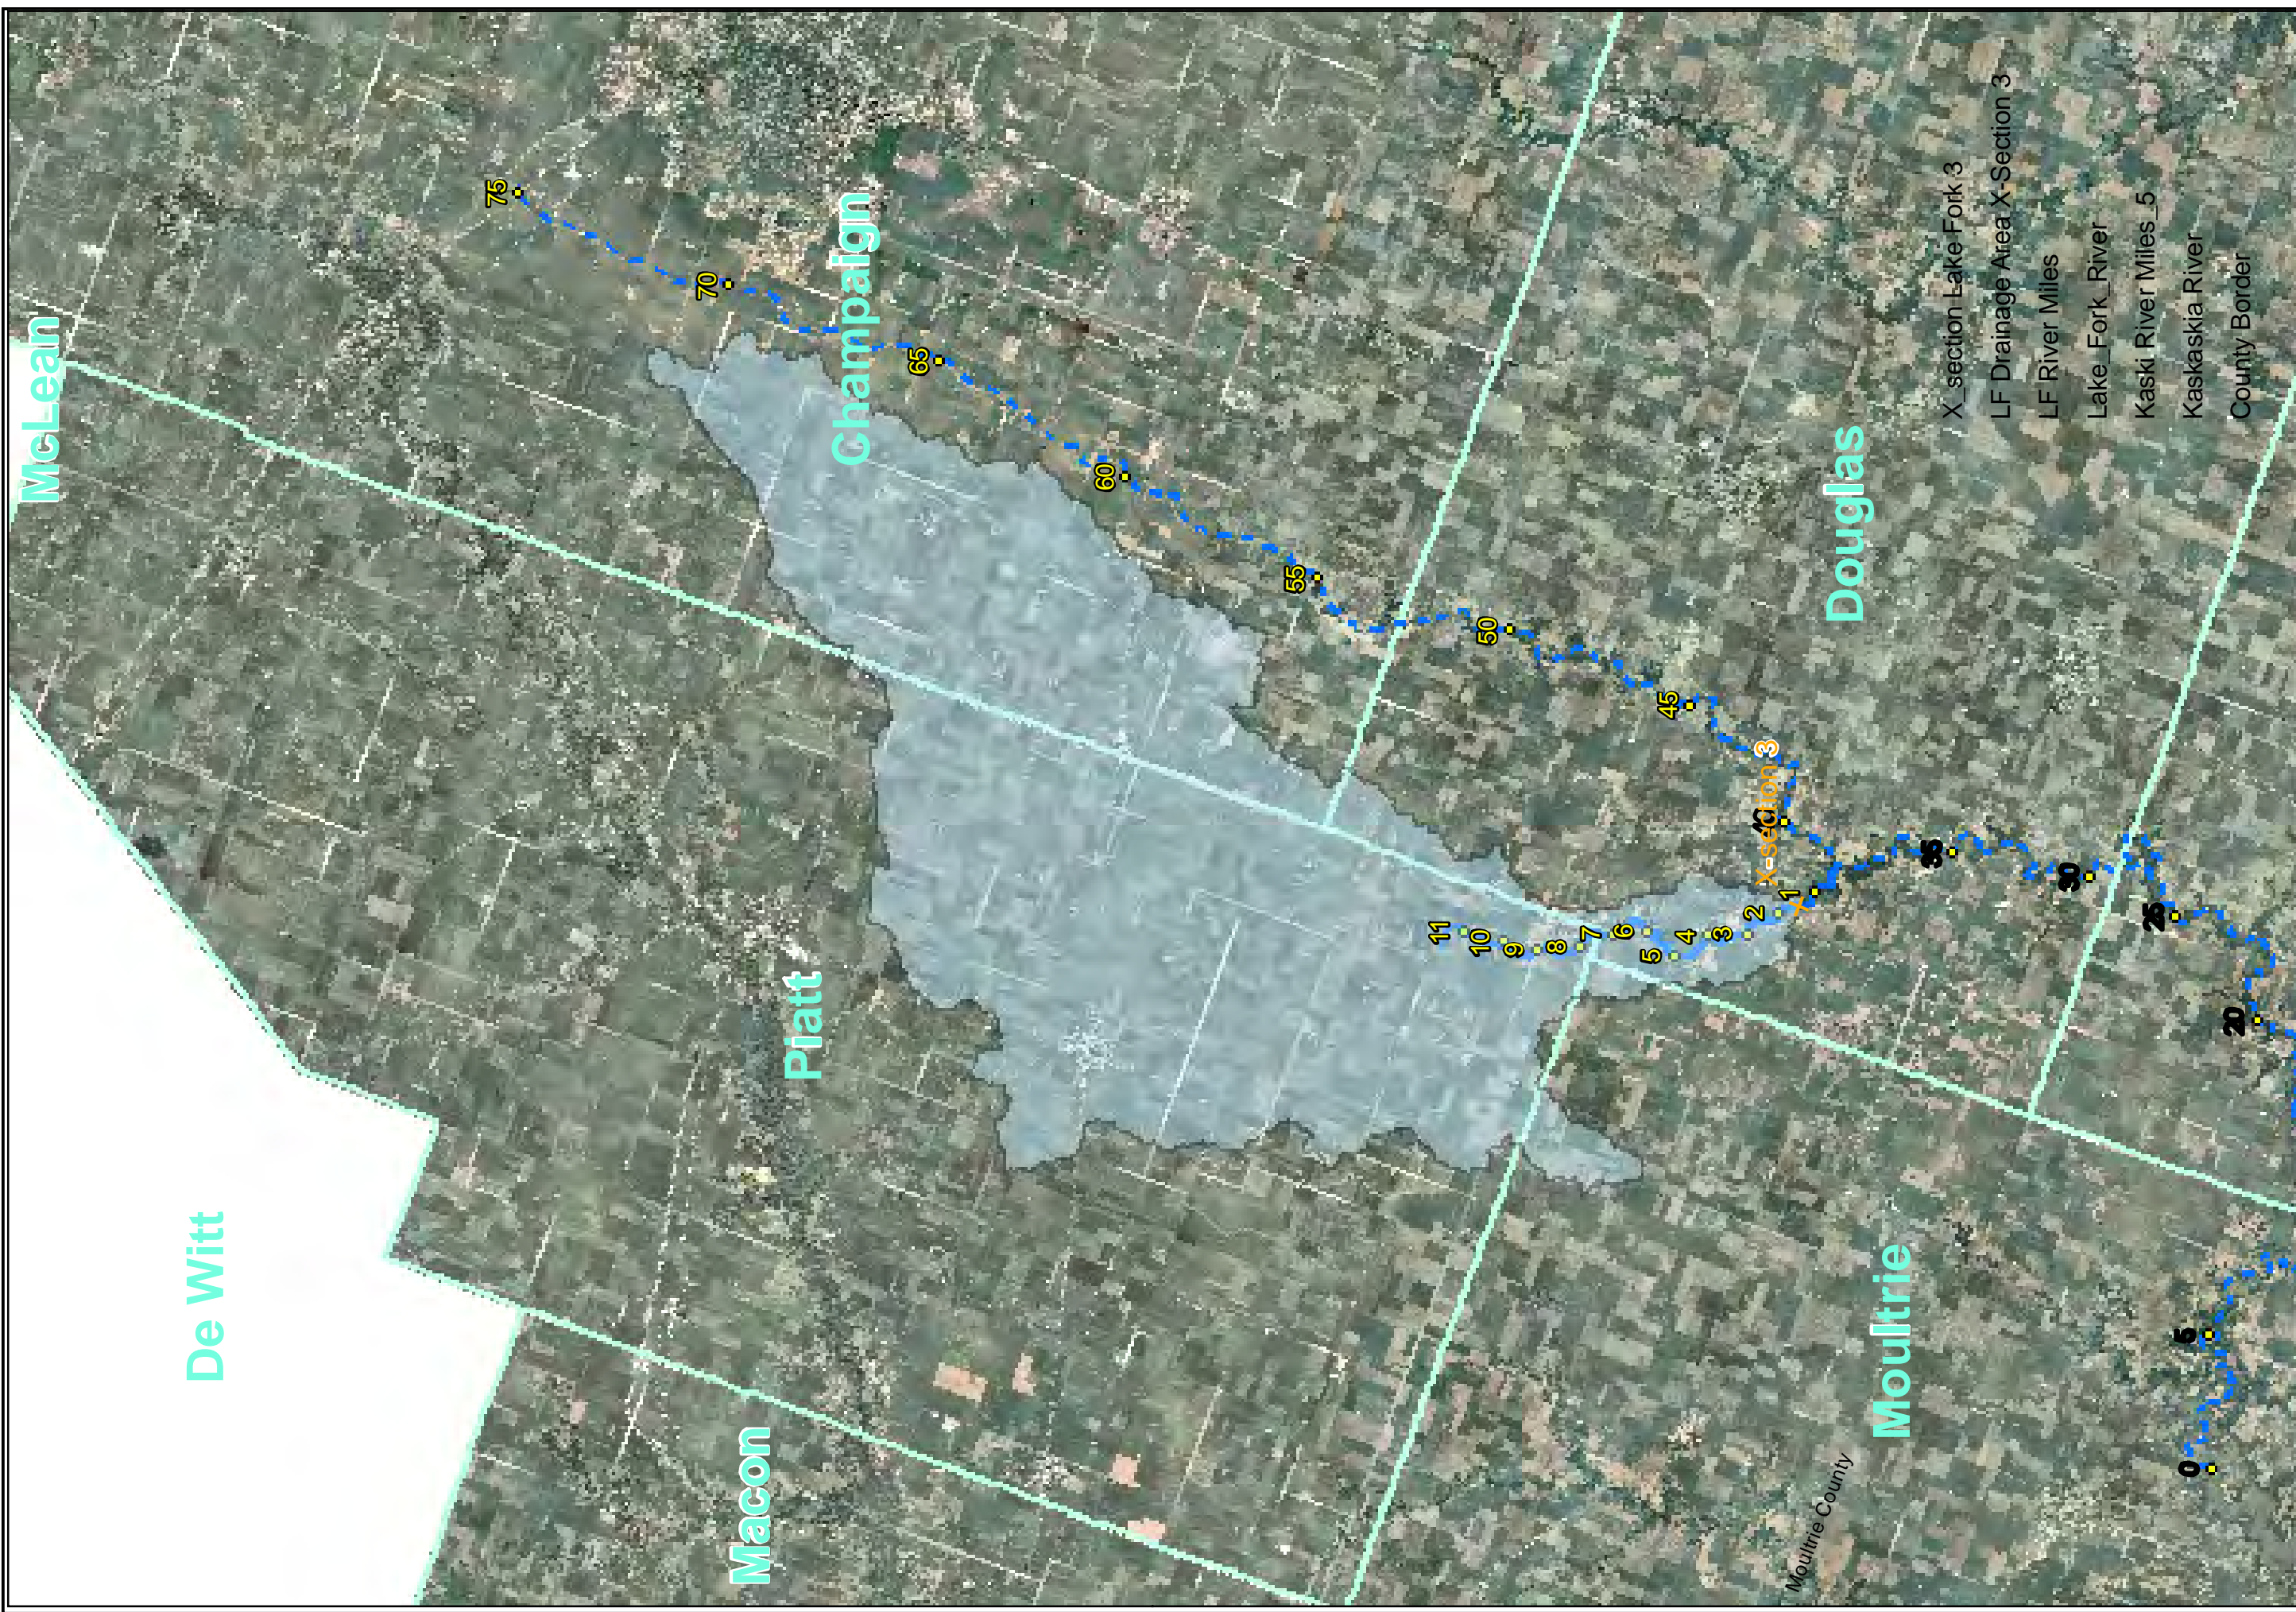 McLean
De Witt
75
70
Champaign
65
60
Piatt
55
Macon
50
45
Douglas
X-section 3
40
11
10
9
8
7
6
5
4
3
2
1
35
30
25
20
Moultrie
Moultrie County
5
0
X_section Lake Fork 3
LF Drainage Area X-Section 3
LF River Miles
Lake_Fork_River
Kaski River Miles_5
Kaskaskia River
County Border